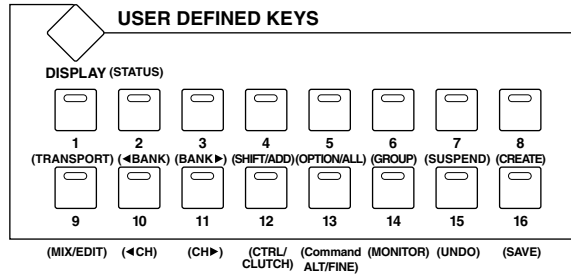 USER DEFINED KEYS
DISPLAY (STATUS)
1 2 3 4 5 6 7 8
(TRANSPORT) (◀BANK) (BANK▶) (SHIFT/ADD) (OPTION/ALL) (GROUP) (SUSPEND) (CREATE)
9 10 11 12 13 14 15 16
(MIX/EDIT) (◀CH) (CH▶) (CTRL/ (Command (MONITOR) (UNDO) (SAVE)
CLUTCH) ALT/FINE)